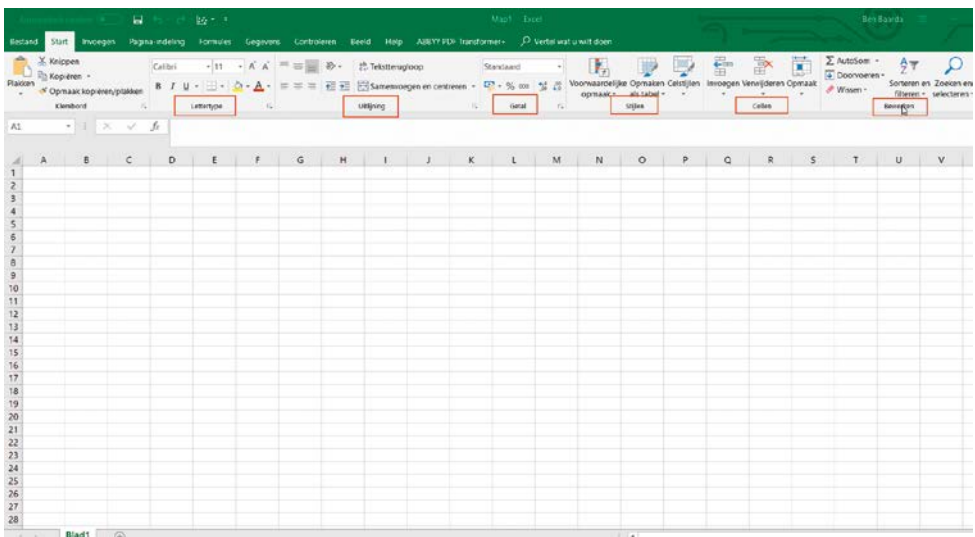 Map1 Excel
Ben Baarda
Bestand Start Invoegen Pagina-indeling Formules Gegevens Controleren Beeld Help ABBYY PDF Transformer+ Vertel wat u wilt doen
Knippen Calibri 11 Tekstterugloop Standaard AutoSom
Plakken Kopiëren Voorwaardelijke Opmaken Celstijlen Invoegen Verwijderen Opmaak Doorvoeren Sorteren en Zoeken en
Opmaak kopiëren/plakken B I U A Samenvoegen en centreren % 000 opmaak als tabel Wissen filteren selecteren
Klembord Lettertype Uitlijning Getal Stijlen Cellen Bewerken
A1 fx
A B C D E F G H I J K L M N O P Q R S T U V
1
2
3
4
5
6
7
8
9
10
11
12
13
14
15
16
17
18
19
20
21
22
23
24
25
26
27
28
Blad1